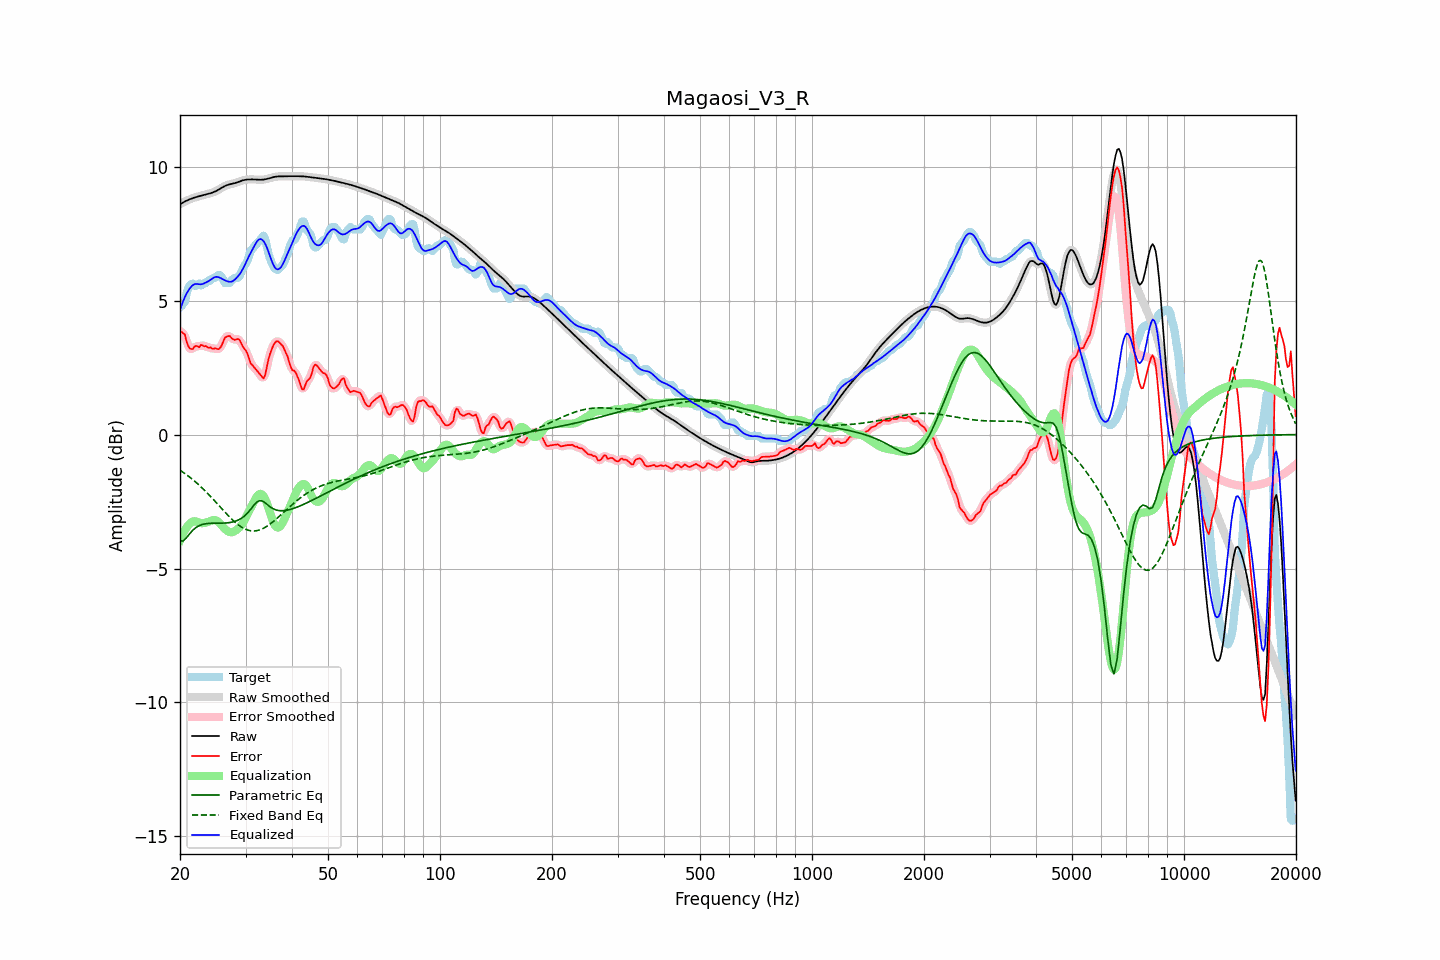 Magaosi_V3_R
Amplitude (dBr)
10
5
0
−5
−10
−15
Target
Raw Smoothed
Error Smoothed
Raw
Error
Equalization
Parametric Eq
Fixed Band Eq
Equalized
20 50 100 200 500 1000 2000 5000 10000 20000
Frequency (Hz)